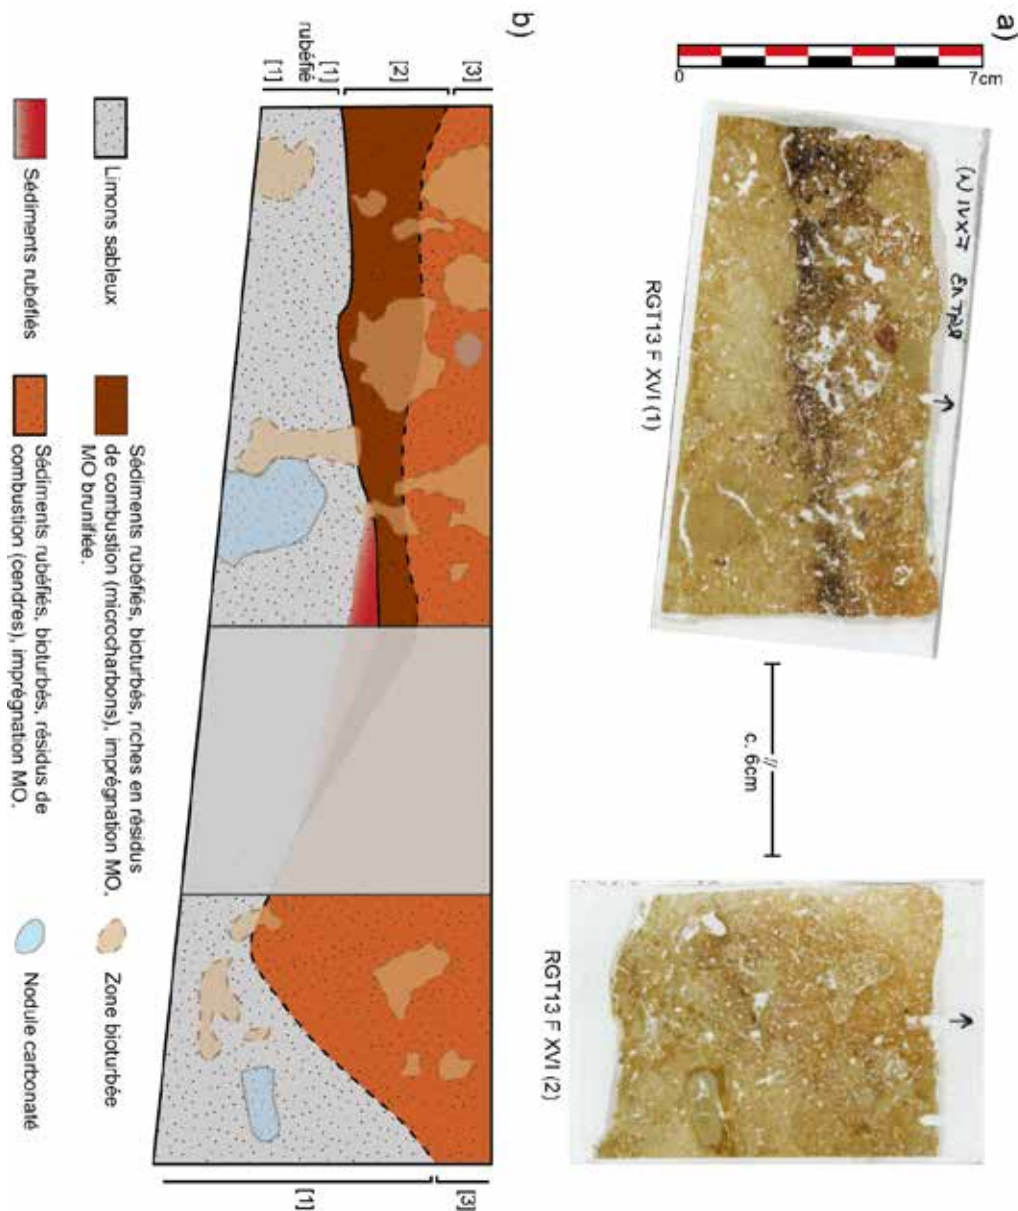 a)
0
7cm
RGT13 F XVI (1)
c. 6cm
RGT13 F XVI (2)
b)
[3]
[2]
[1]
rubéfié
[1]
[3]
[1]
Limons sableux
Sédiments rubéfiés
Sédiments rubéfiés, bioturbés, riches en résidus
de combustion (microcharbons), imprégnation MO,
MO brunifiée.
Sédiments rubéfiés, bioturbés, résidus de
combustion (cendres), imprégnation MO.
Zone bioturbée
Nodule carbonaté